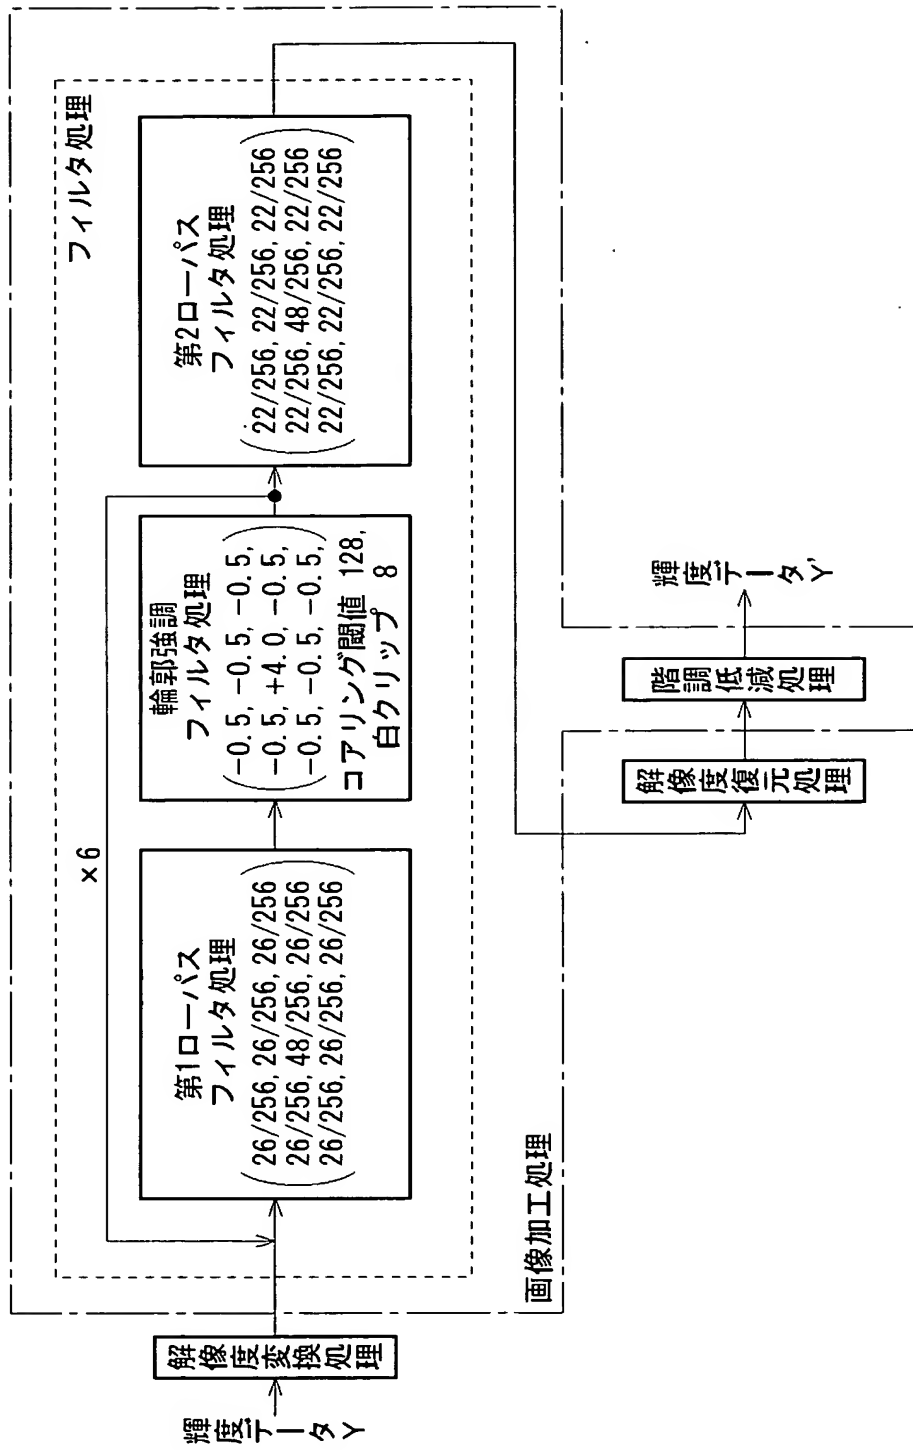 輝度データY
解像度変換処理
画像加工処理
フィルタ処理
×6
第1ローパス
フィルタ処理
26/256, 26/256, 26/256
26/256, 48/256, 26/256
26/256, 26/256, 26/256
輪郭強調
フィルタ処理
-0.5, -0.5, -0.5,
-0.5, +4.0, -0.5,
-0.5, -0.5, -0.5,
コアリング閾値 128,
白クリップ 8
第2ローパス
フィルタ処理
22/256, 22/256, 22/256
22/256, 48/256, 22/256
22/256, 22/256, 22/256
解像度復元処理
階調低減処理
輝度データY'